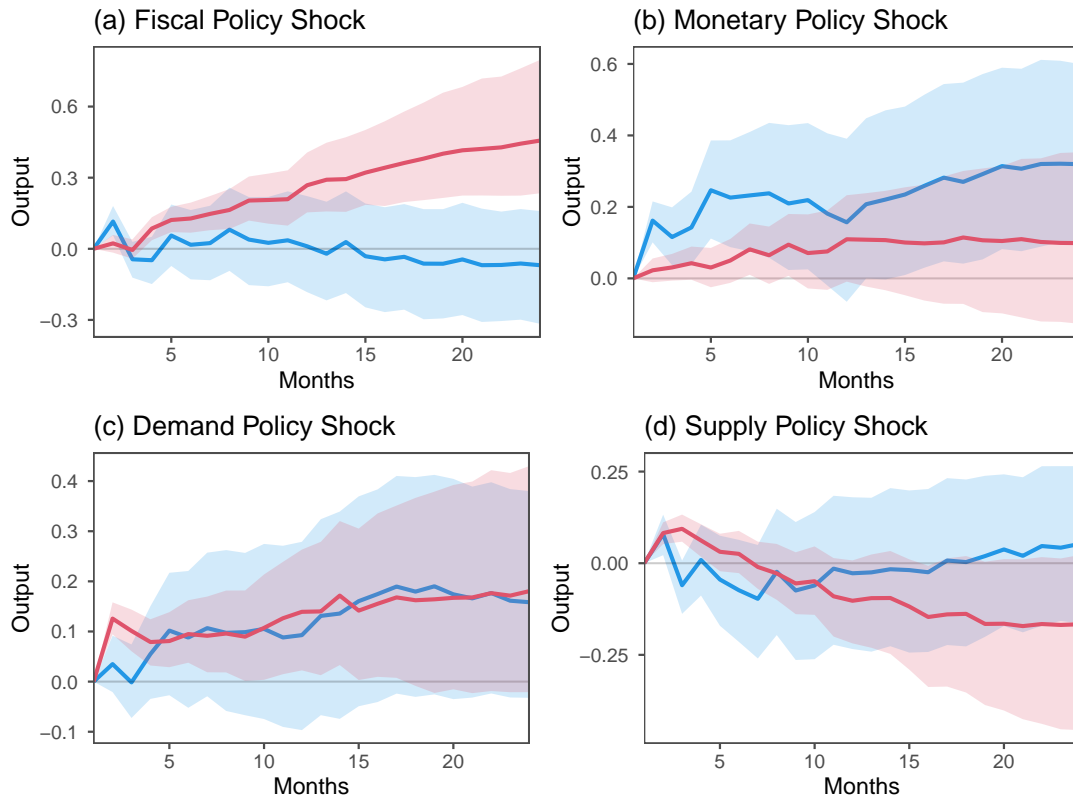 (a) Fiscal Policy Shock
0.6
0.3
0.0
−0.3
Output
5 10 15 20
Months
(b) Monetary Policy Shock
0.6
0.4
0.2
0.0
Output
5 10 15 20
Months
(c) Demand Policy Shock
0.4
0.3
0.2
0.1
0.0
−0.1
Output
5 10 15 20
Months
(d) Supply Policy Shock
0.25
0.00
−0.25
Output
5 10 15 20
Months